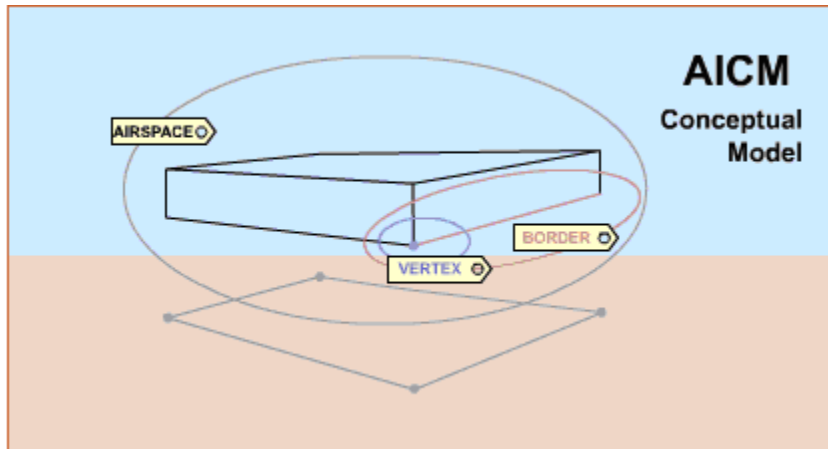 AICM
Conceptual
Model
AIRSPACE
BORDER
VERTEX